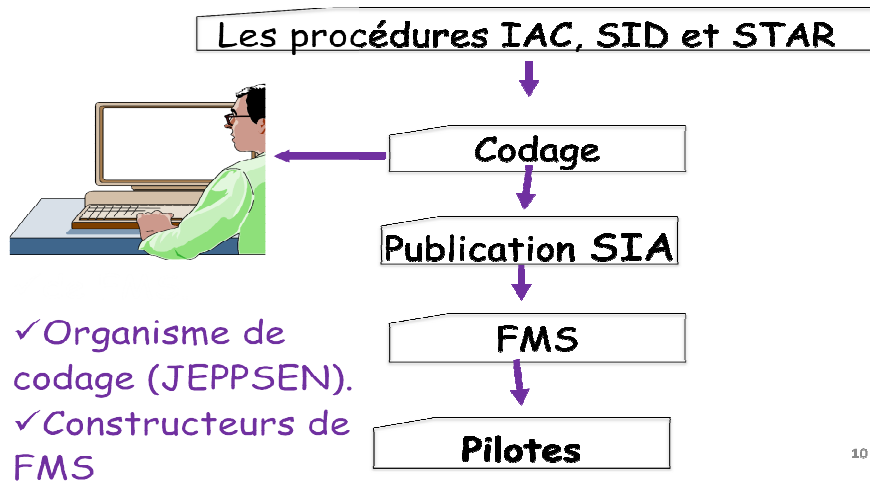 Les procédures IAC, SID et STAR
Codage
Publication SIA
FMS
Pilotes
✓Organisme de
codage (JEPPSEN).
✓Constructeurs de
FMS
10